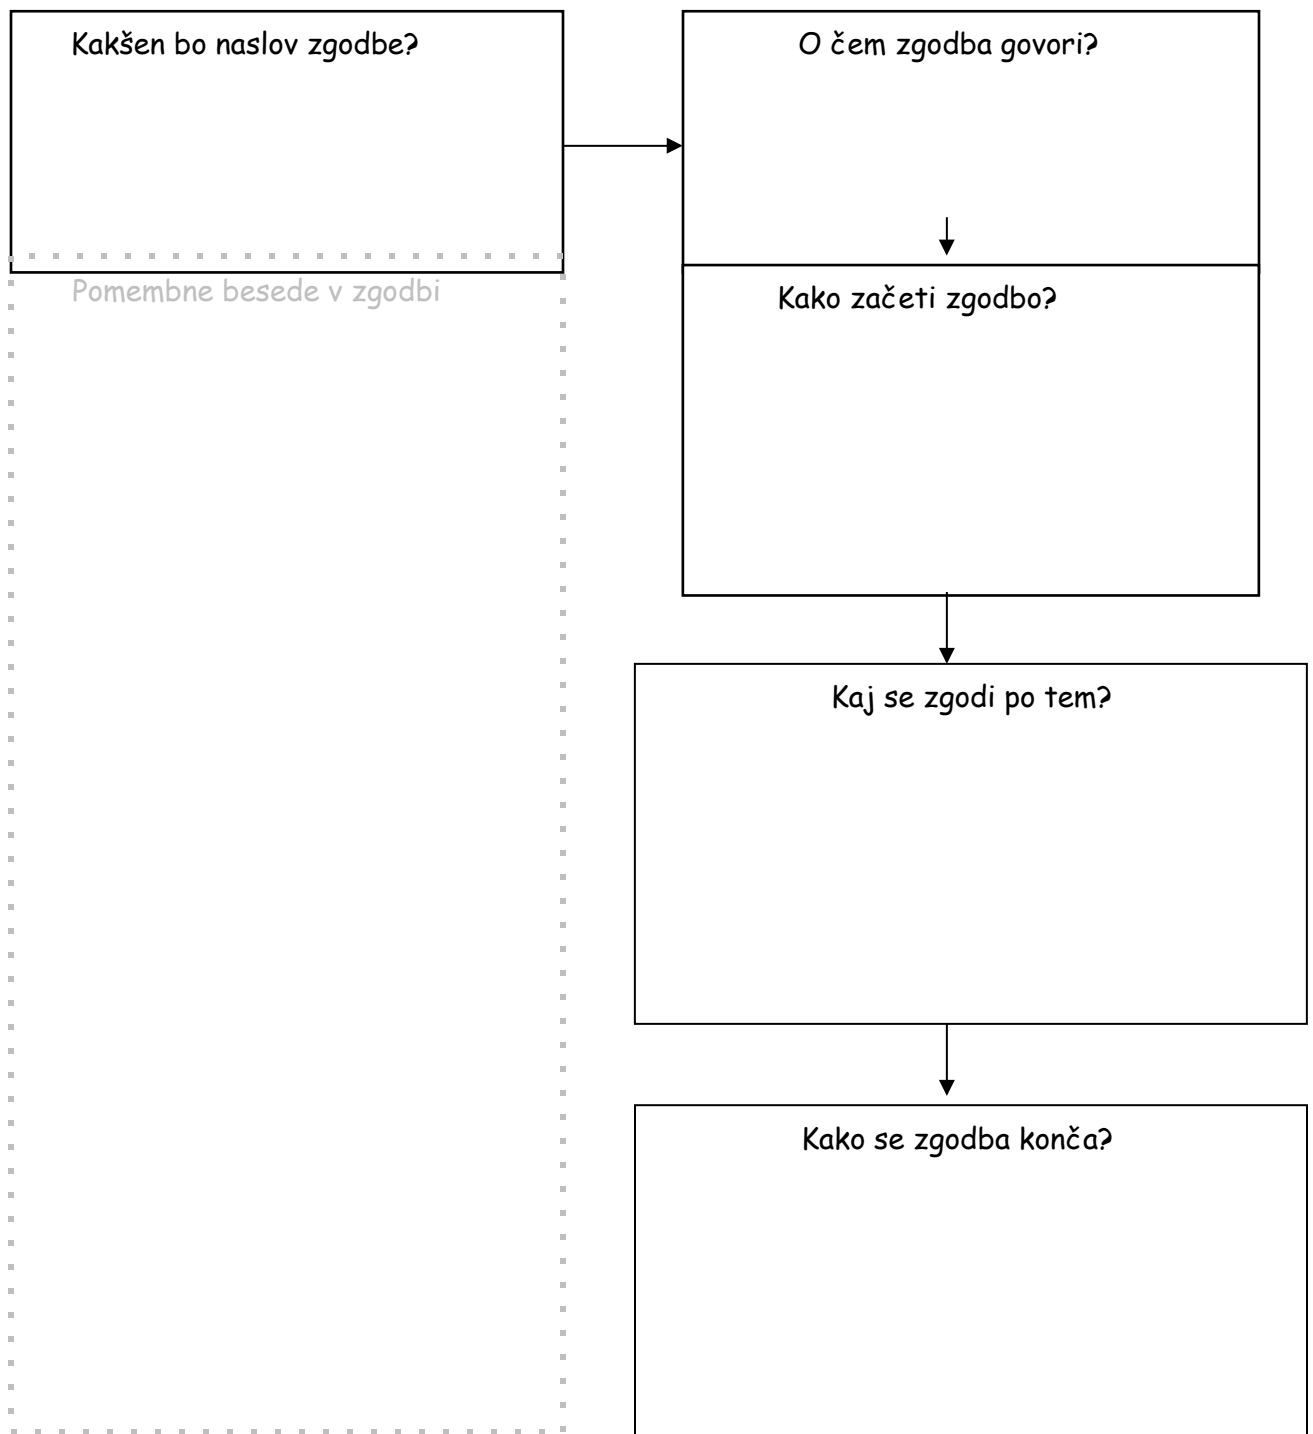 Kakšen bo naslov zgodbe?
O čem zgodba govori?
Pomembne besede v zgodbi
Kako začeti zgodbo?
Kaj se zgodi po tem?
Kako se zgodba konča?